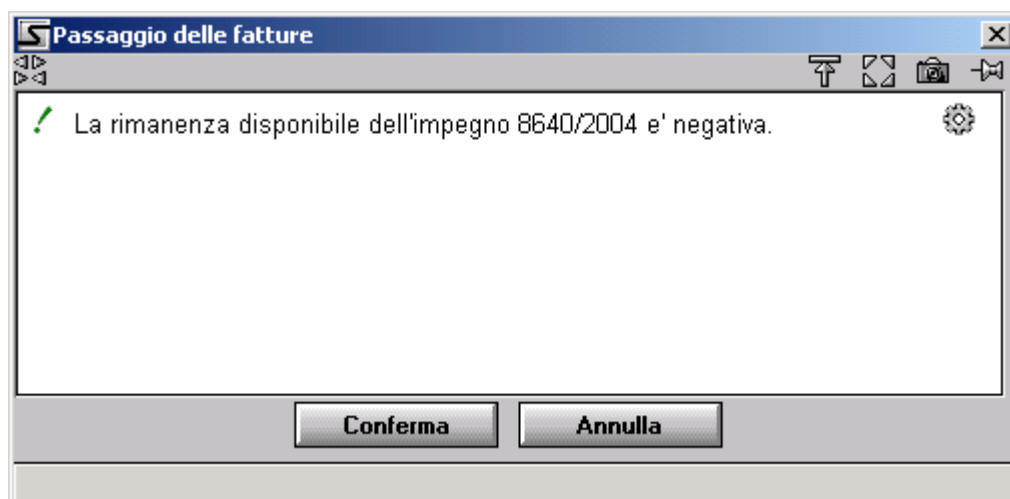 Passaggio delle fatture
La rimanenza disponibile dell'impegno 8640/2004 e' negativa.
Conferma
Annulla